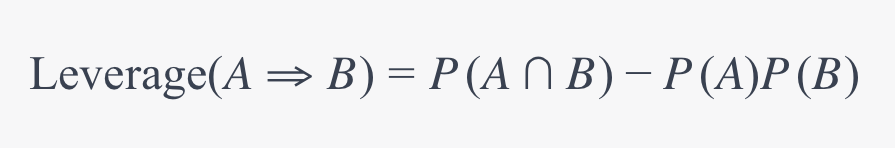 Leverage(A ⟹ B) = P(A ∩ B) − P(A)P(B)